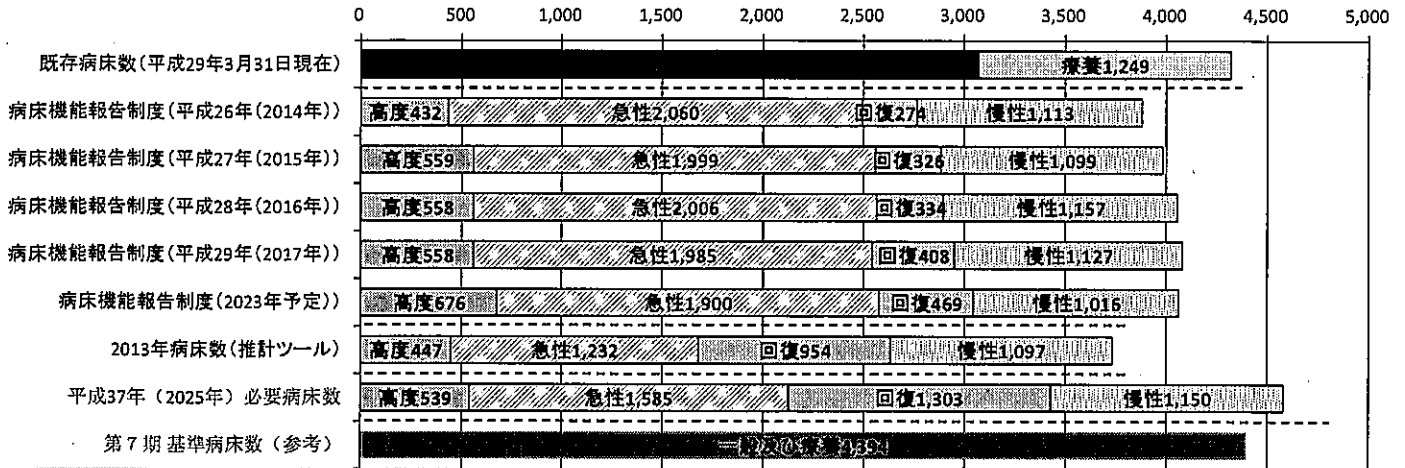 0 500 1,000 1,500 2,000 2,500 3,000 3,500 4,000 4,500 5,000
既存病床数(平成29年3月31日現在) 療養1,249
病床機能報告制度(平成26年(2014年)) 高度432 急性2,060 回復274 慢性1,113
病床機能報告制度(平成27年(2015年)) 高度559 急性1,999 回復326 慢性1,099
病床機能報告制度(平成28年(2016年)) 高度558 急性2,006 回復334 慢性1,157
病床機能報告制度(平成29年(2017年)) 高度558 急性1,985 回復408 慢性1,127
病床機能報告制度(2023年予定)) 高度676 急性1,900 回復469 慢性1,016
2013年病床数(推計ツール) 高度447 急性1,232 回復954 慢性1,097
平成37年(2025年)必要病床数 高度539 急性1,585 回復1,303 慢性1,150
第7期 基準病床数(参考) 一般及び療養4,394